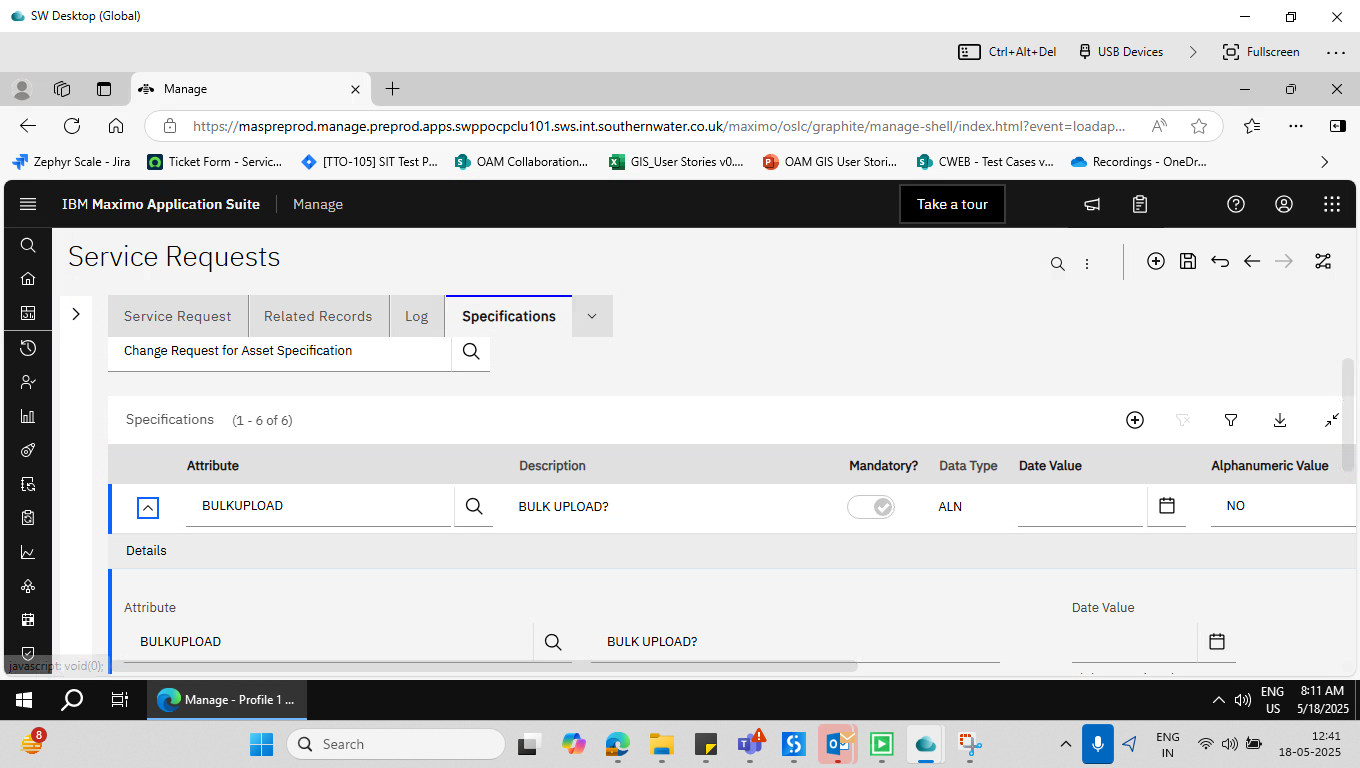 SW Desktop (Global)
Ctrl+Alt+Del USB Devices Fullscreen
Manage
https://maspreprod.manage.preprod.apps.swppocpclu101.sws.int.southernwater.co.uk/maximo/oslc/graphite/manage-shell/index.html?event=loadap...
Zephyr Scale - Jira Ticket Form - Servic... [TTO-105] SIT Test P... OAM Collaboration... GIS_User Stories v0.... OAM GIS User Stori... CWEB - Test Cases v... Recordings - OneDr...
IBM Maximo Application Suite Manage Take a tour
Service Requests
Service Request Related Records Log Specifications
Change Request for Asset Specification
Specifications (1 - 6 of 6)
Attribute Description Mandatory? Data Type Date Value Alphanumeric Value
BULKUPLOAD BULK UPLOAD? ALN NO
Details
Attribute Date Value
BULKUPLOAD BULK UPLOAD?
javascript: void(0);
Manage - Profile 1 ... ENG US 8:11 AM 5/18/2025
8 Search ENG IN 12:41 18-05-2025